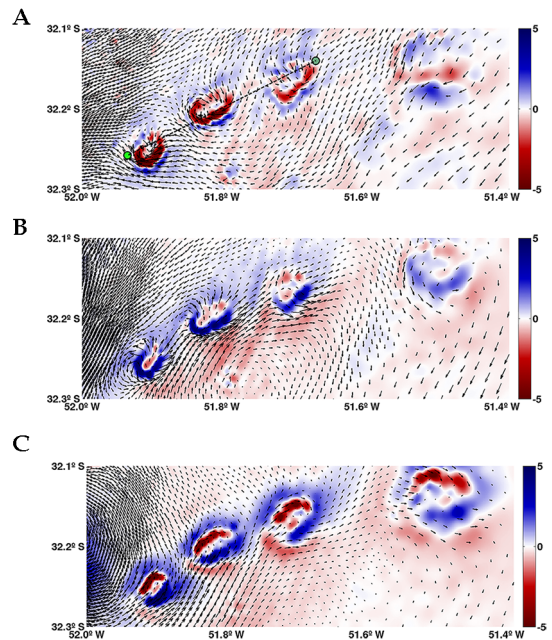 A
32.1º S
5
32.2º S
0
32.3º S
-5
52.0º W
51.8º W
51.6º W
51.4º W
B
32.1º S
5
32.2º S
0
32.3º S
-5
52.0º W
51.8º W
51.6º W
51.4º W
C
32.1º S
5
32.2º S
0
32.3º S
-5
52.0º W
51.8º W
51.6º W
51.4º W